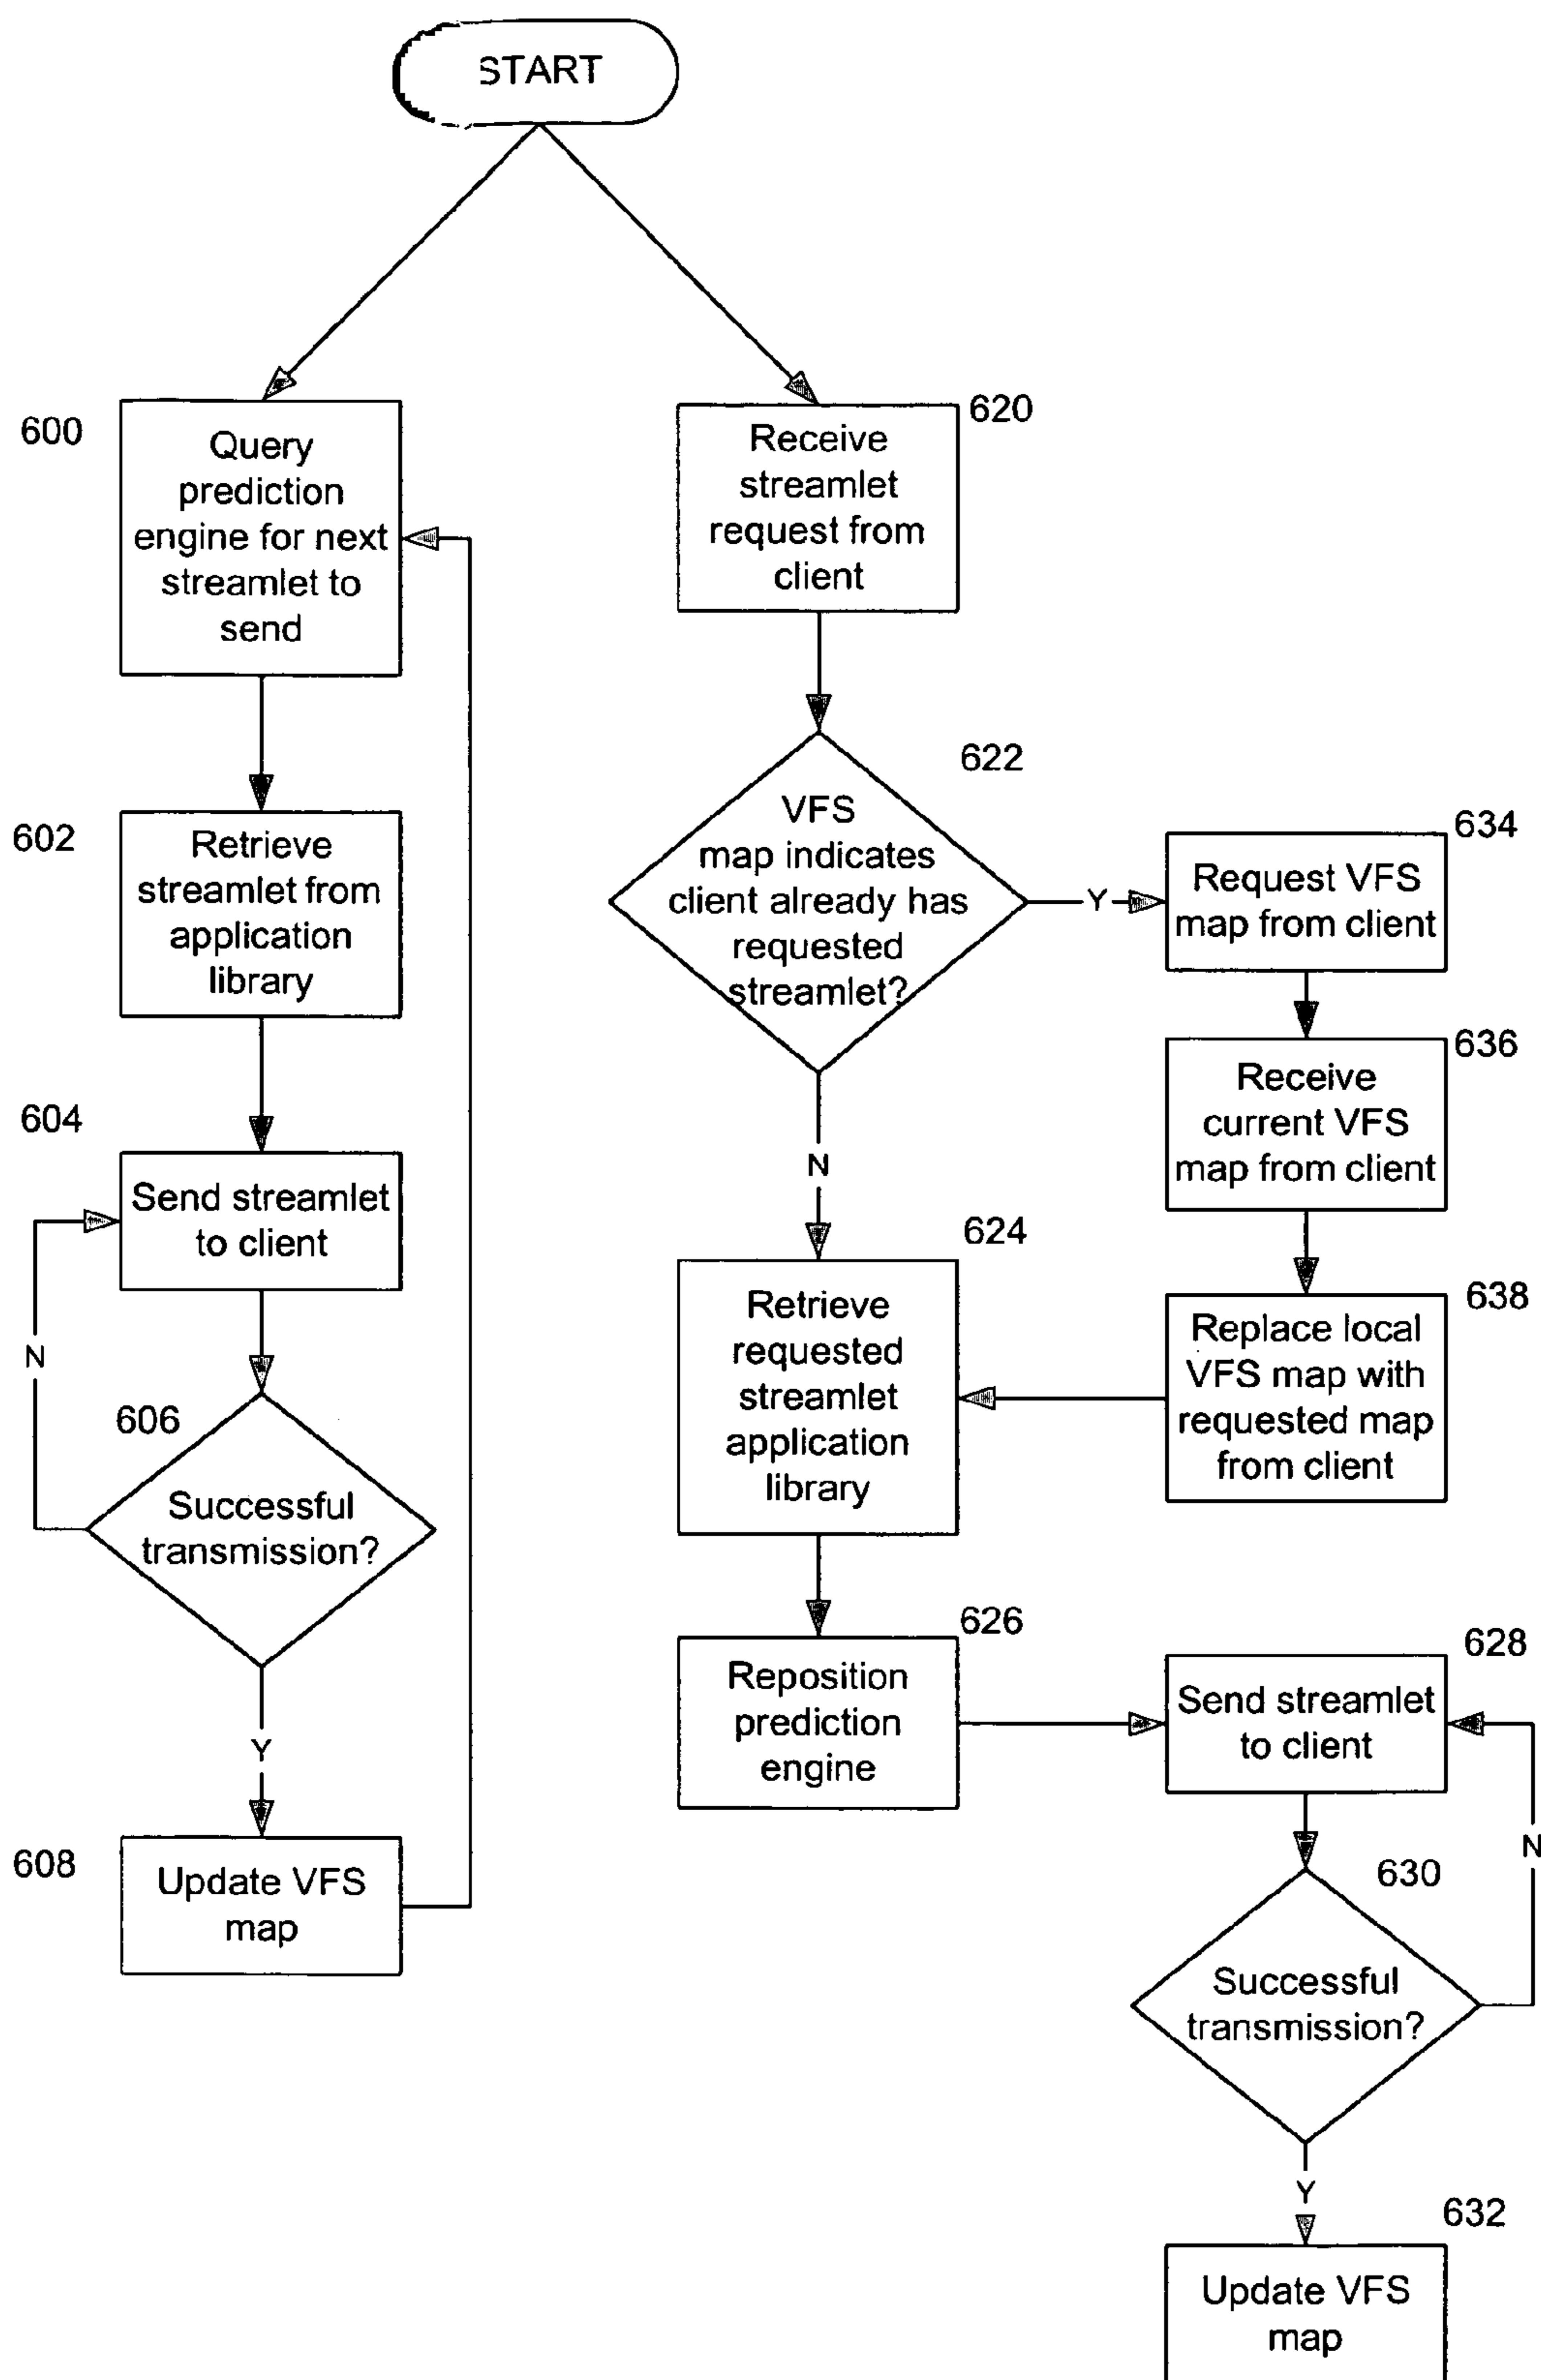 START
600
Query
prediction
engine for next
streamlet to
send
602
Retrieve
streamlet from
application
library
604
Send streamlet
to client
N
606
Successful
transmission?
Y
608
Update VFS
map
620
Receive
streamlet
request from
client
622
VFS
map indicates
client already has
requested
streamlet?
Y
N
634
Request VFS
map from client
636
Receive
current VFS
map from client
638
Replace local
VFS map with
requested map
from client
624
Retrieve
requested
streamlet
application
library
626
Reposition
prediction
engine
628
Send streamlet
to client
N
630
Successful
transmission?
Y
632
Update VFS
map